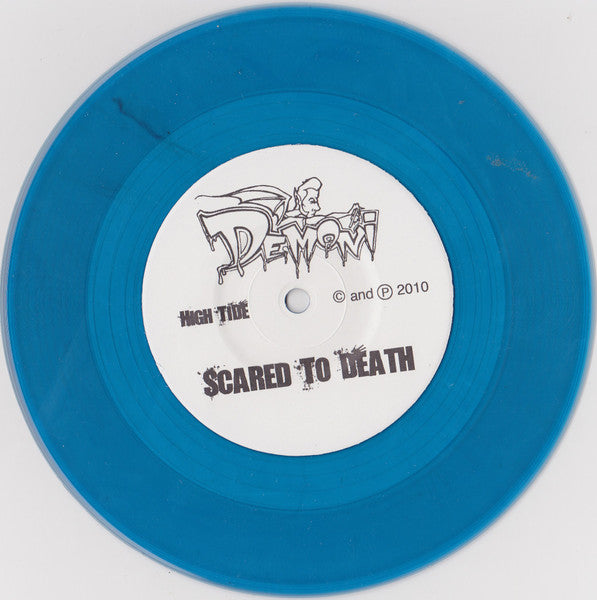 Demoni
© and ℗ 2010
High Tide
Scared To Death